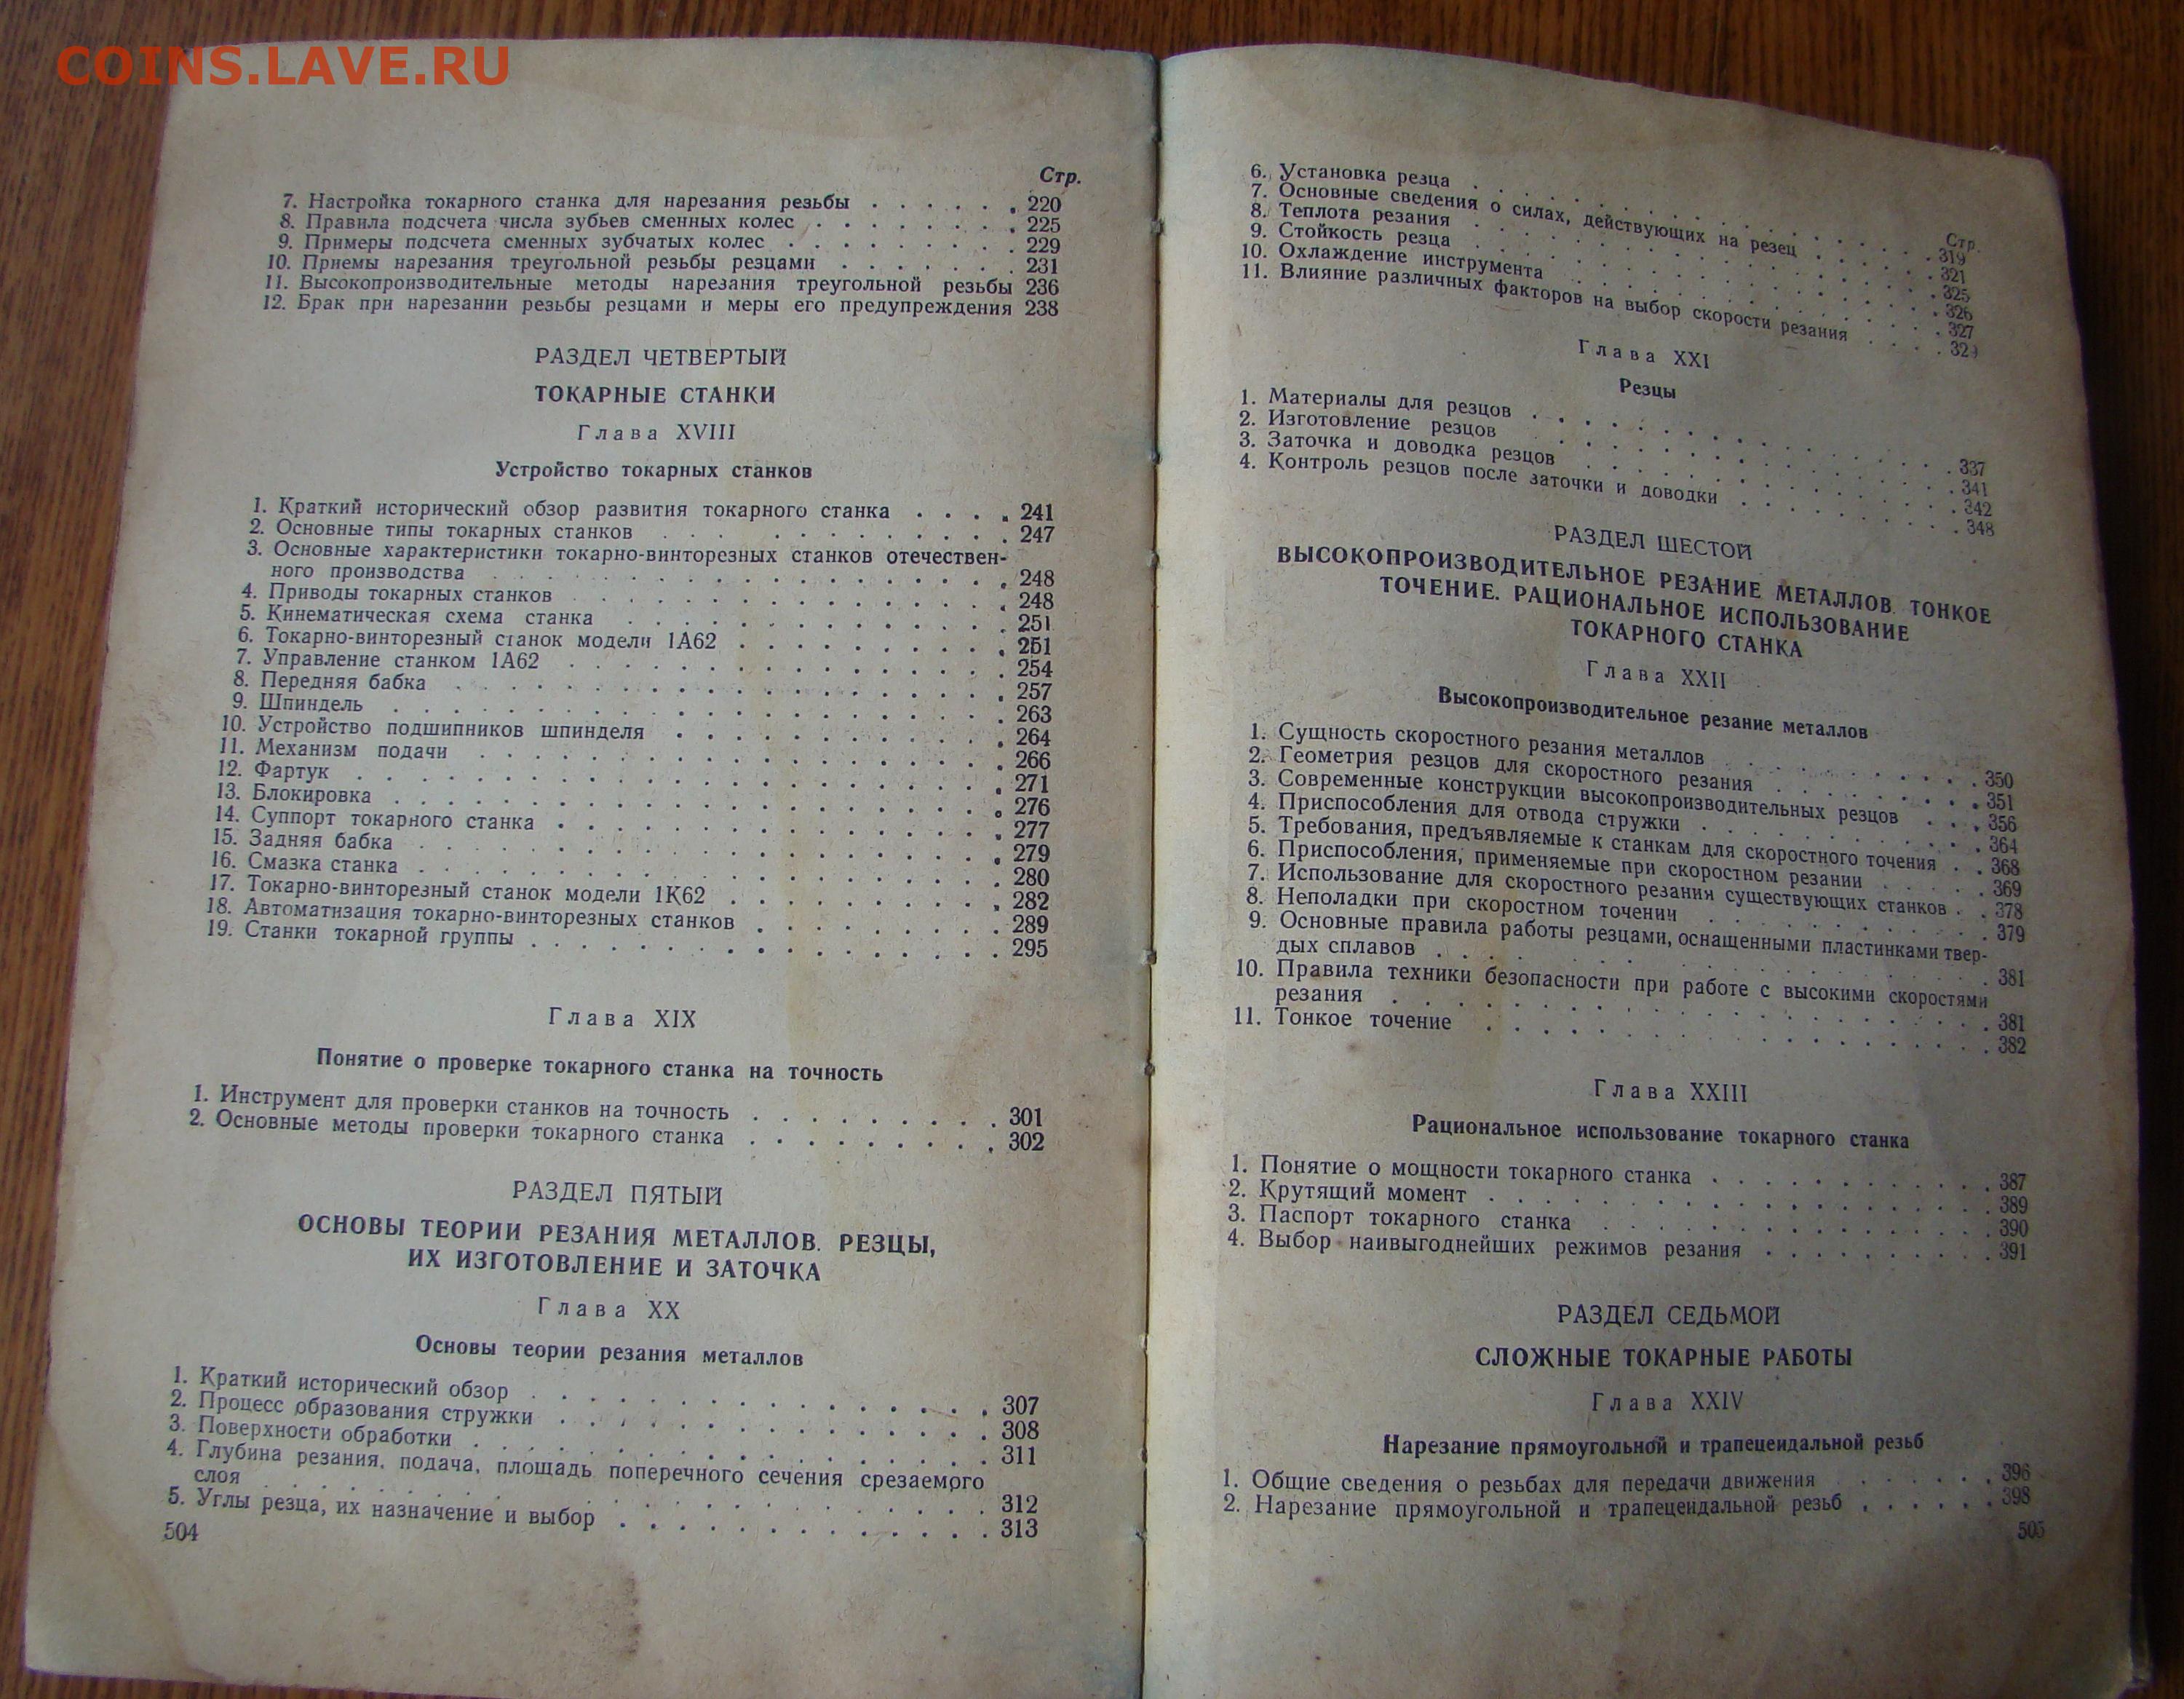 COINS.LAVE.RU
Стр.
7. Настройка токарного станка для нарезания резьбы . . . . . . 220
8. Правила подсчета числа зубьев сменных колес . . . . . . . . 225
9. Примеры подсчета сменных зубчатых колес . . . . . . . . 229
10. Приемы нарезания треугольной резьбы резцами . . . . . . . 231
11. Высокопроизводительные методы нарезания треугольной резьбы 236
12. Брак при нарезании резьбы резцами и меры его предупреждения 238
РАЗДЕЛ ЧЕТВЕРТЫЙ
ТОКАРНЫЕ СТАНКИ
Глава XVIII
Устройство токарных станков
1. Краткий исторический обзор развития токарного станка . . . . 241
2. Основные типы токарных станков . . . . . . . . . . . . 247
3. Основные характеристики токарно-винторезных станков отечествен-
ного производства . . . . . . . . . . . . . . . . . . 248
4. Приводы токарных станков . . . . . . . . . . . . . . . 248
5. Кинематическая схема станка . . . . . . . . . . . . . . 251
6. Токарно-винторезный станок модели 1А62 . . . . . . . . . . 251
7. Управление станком 1А62 . . . . . . . . . . . . . . . 254
8. Передняя бабка . . . . . . . . . . . . . . . . . . . 257
9. Шпиндель . . . . . . . . . . . . . . . . . . . . . 263
10. Устройство подшипников шпинделя . . . . . . . . . . . . 264
11. Механизм подачи . . . . . . . . . . . . . . . . . . 266
12. Фартук . . . . . . . . . . . . . . . . . . . . . . 271
13. Блокировка . . . . . . . . . . . . . . . . . . . . . 276
14. Суппорт токарного станка . . . . . . . . . . . . . . . 277
15. Задняя бабка . . . . . . . . . . . . . . . . . . . . 279
16. Смазка станка . . . . . . . . . . . . . . . . . . . . 280
17. Токарно-винторезный станок модели 1К62 . . . . . . . . . . 282
18. Автоматизация токарно-винторезных станков . . . . . . . . . 289
19. Станки токарной группы . . . . . . . . . . . . . . . . 295
Глава XIX
Понятие о проверке токарного станка на точность
1. Инструмент для проверки станков на точность . . . . . . . . . 301
2. Основные методы проверки токарного станка . . . . . . . . . 302
РАЗДЕЛ ПЯТЫЙ
ОСНОВЫ ТЕОРИИ РЕЗАНИЯ МЕТАЛЛОВ. РЕЗЦЫ,
ИХ ИЗГОТОВЛЕНИЕ И ЗАТОЧКА
Глава XX
Основы теории резания металлов
1. Краткий исторический обзор . . . . . . . . . . . . . . . . 307
2. Процесс образования стружки . . . . . . . . . . . . . . . 308
3. Поверхности обработки . . . . . . . . . . . . . . . . . . 311
4. Глубина резания, подача, площадь поперечного сечения срезаемого
слоя . . . . . . . . . . . . . . . . . . . . . . . . . 312
5. Углы резца, их назначение и выбор . . . . . . . . . . . . . 313
504
Стр.
6. Установка резца . . . . . . . . . . . . . . . . . . 319
7. Основные сведения о силах, действующих на резец . . . . . 321
8. Теплота резания . . . . . . . . . . . . . . . . . . 325
9. Стойкость резца . . . . . . . . . . . . . . . . . . 326
10. Охлаждение инструмента . . . . . . . . . . . . . . . 327
11. Влияние различных факторов на выбор скорости резания . . . . 329
Глава XXI
Резцы
1. Материалы для резцов . . . . . . . . . . . . . . . . . 337
2. Изготовление резцов . . . . . . . . . . . . . . . . . 341
3. Заточка и доводка резцов . . . . . . . . . . . . . . . 342
4. Контроль резцов после заточки и доводки . . . . . . . . . 348
РАЗДЕЛ ШЕСТОЙ
ВЫСОКОПРОИЗВОДИТЕЛЬНОЕ РЕЗАНИЕ МЕТАЛЛОВ. ТОНКОЕ
ТОЧЕНИЕ. РАЦИОНАЛЬНОЕ ИСПОЛЬЗОВАНИЕ
ТОКАРНОГО СТАНКА
Глава XXII
Высокопроизводительное резание металлов
1. Сущность скоростного резания металлов . . . . . . . . . . 350
2. Геометрия резцов для скоростного резания . . . . . . . . 351
3. Современные конструкции высокопроизводительных резцов . . . 356
4. Приспособления для отвода стружки . . . . . . . . . . . 364
5. Требования, предъявляемые к станкам для скоростного точения . . 368
6. Приспособления, применяемые при скоростном резании . . . . . 369
7. Использование для скоростного резания существующих станков . . 378
8. Неполадки при скоростном точении . . . . . . . . . . . 379
9. Основные правила работы резцами, оснащенными пластинками твер-
дых сплавов . . . . . . . . . . . . . . . . . . . . 381
10. Правила техники безопасности при работе с высокими скоростями
резания . . . . . . . . . . . . . . . . . . . . . . 381
11. Тонкое точение . . . . . . . . . . . . . . . . . . . 382
Глава XXIII
Рациональное использование токарного станка
1. Понятие о мощности токарного станка . . . . . . . . . . . 387
2. Крутящий момент . . . . . . . . . . . . . . . . . . 389
3. Паспорт токарного станка . . . . . . . . . . . . . . . 390
4. Выбор наивыгоднейших режимов резания . . . . . . . . . . 391
РАЗДЕЛ СЕДЬМОЙ
СЛОЖНЫЕ ТОКАРНЫЕ РАБОТЫ
Глава XXIV
Нарезание прямоугольной и трапецеидальной резьб
1. Общие сведения о резьбах для передачи движения . . . . . . 396
2. Нарезание прямоугольной и трапецеидальной резьб . . . . . . 398
505